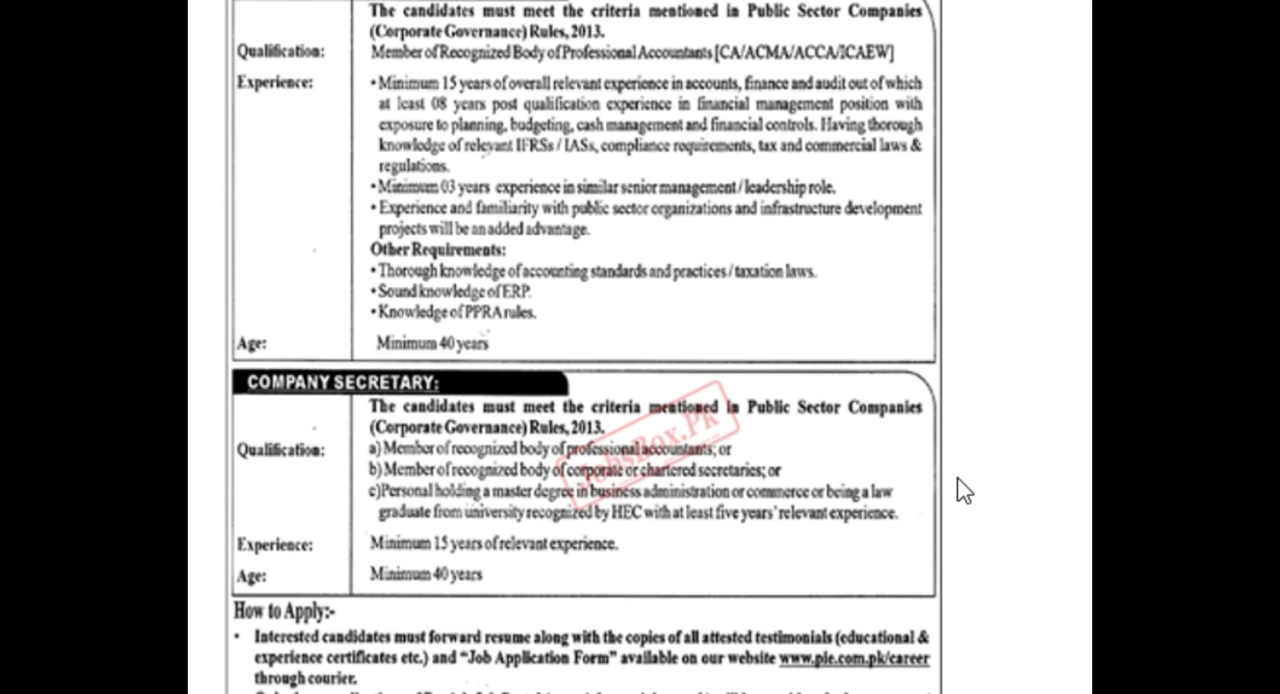 The candidates must meet the criteria mentioned in Public Sector Companies
(Corporate Governance) Rules, 2013.
Qualification: Member of Recognized Body of Professional Accountants [CA/ACMA/ACCA/ICAEW]
Experience: • Minimum 15 years of overall relevant experience in accounts, finance and audit out of which
at least 08 years post qualification experience in financial management position with
exposure to planning, budgeting, cash management and financial controls. Having thorough
knowledge of relevant IFRSs / IASs, compliance requirements, tax and commercial laws &
regulations.
• Minimum 03 years experience in similar senior management / leadership role.
• Experience and familiarity with public sector organizations and infrastructure development
projects will be an added advantage.
Other Requirements:
• Thorough knowledge of accounting standards and practices / taxation laws.
• Sound knowledge of ERP.
• Knowledge of PPRA rules.
Age: Minimum 40 years
COMPANY SECRETARY:
The candidates must meet the criteria mentioned in Public Sector Companies
(Corporate Governance) Rules, 2013.
Qualification: a) Member of recognized body of professional accountants; or
b) Member of recognized body of corporate or chartered secretaries; or
c) Personal holding a master degree in business administration or commerce or being a law
graduate from university recognized by HEC with at least five years' relevant experience.
JobsBox.Pk
Experience: Minimum 15 years of relevant experience.
Age: Minimum 40 years
How to Apply:-
• Interested candidates must forward resume along with the copies of all attested testimonials (educational &
experience certificates etc.) and "Job Application Form" available on our website www.pie.com.pk/career
through courier.